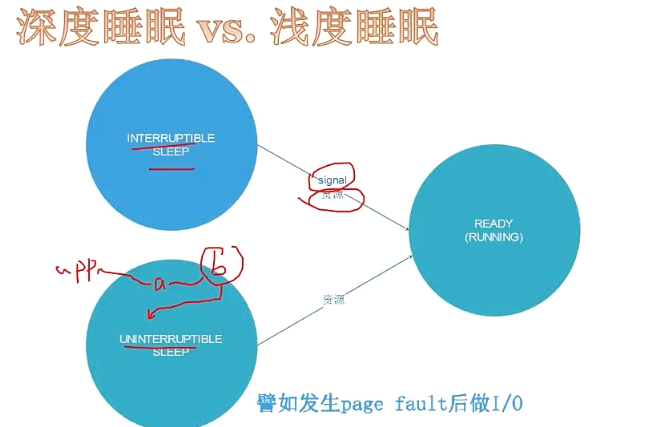 深度睡眠 vs. 浅度睡眠
INTERRUPTIBLE
SLEEP
signal
资源
READY
(RUNNING)
a
b
资源
UNINTERRUPTIBLE
SLEEP
譬如发生page fault后做I/O